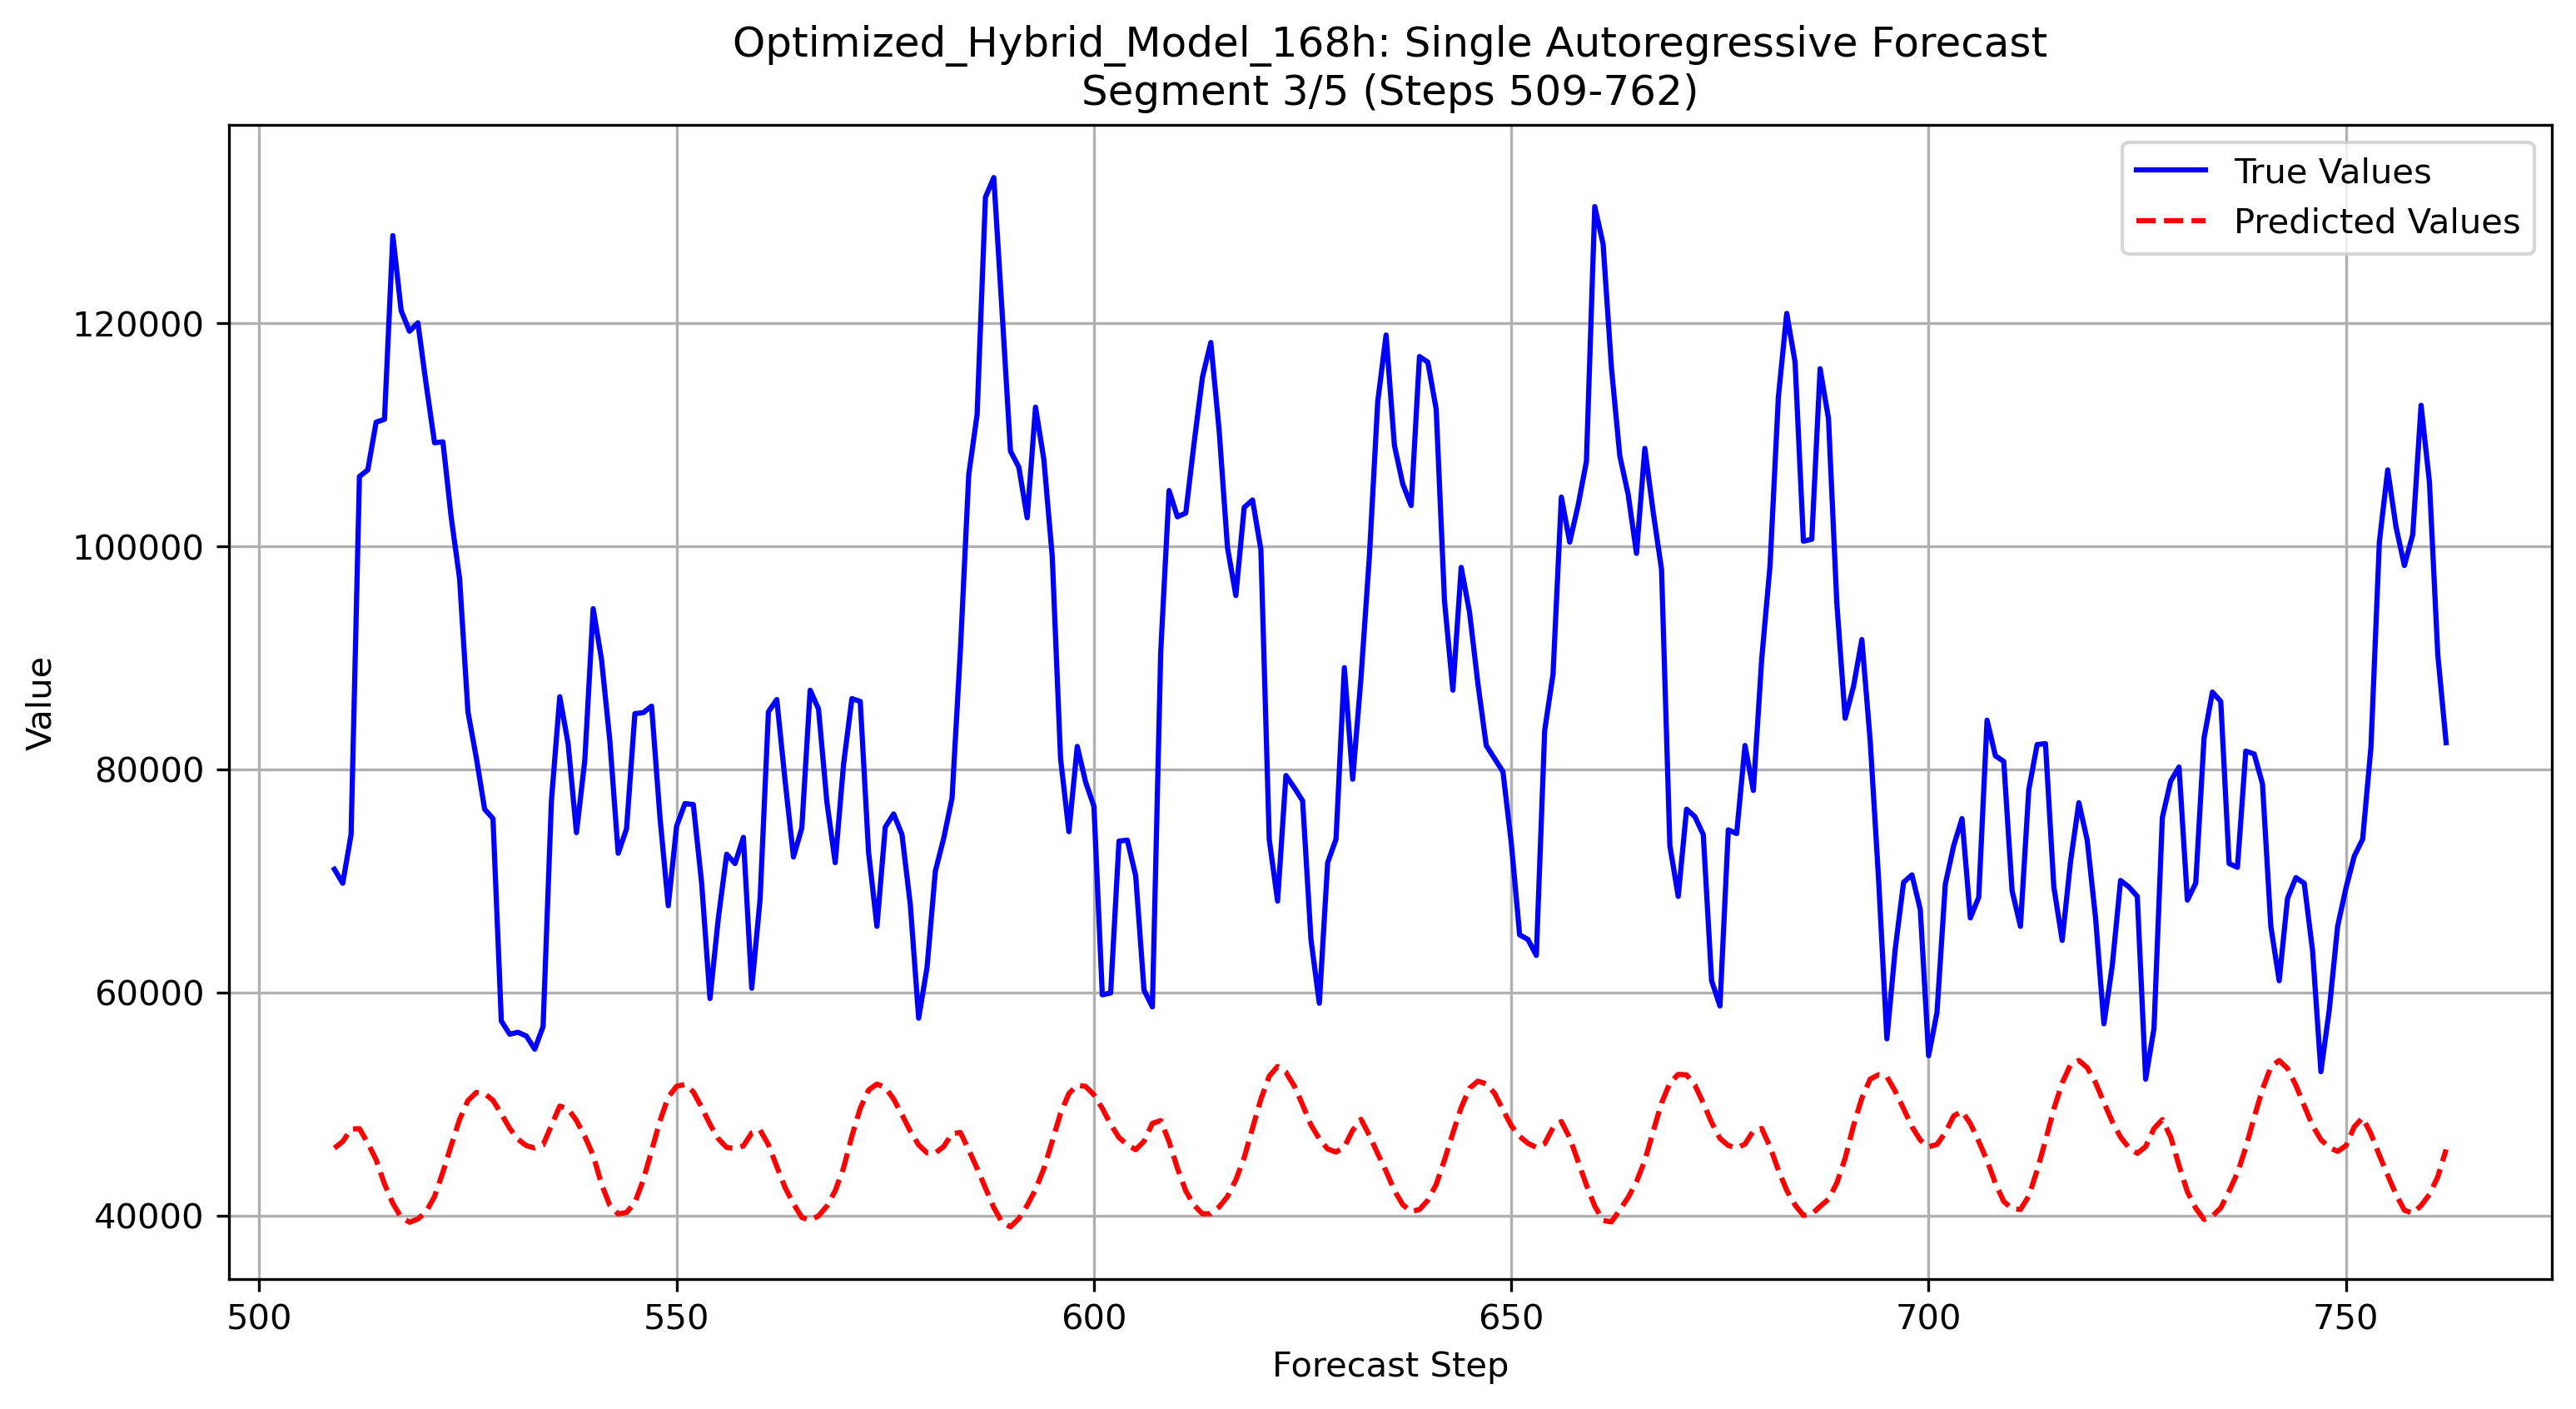 Optimized_Hybrid_Model_168h: Single Autoregressive Forecast
Segment 3/5 (Steps 509-762)
True Values
Predicted Values
Value
120000
100000
80000
60000
40000
500
550
600
650
700
750
Forecast Step